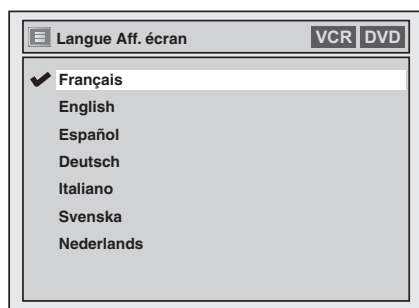 Langue Aff. écran VCR DVD
Français
English
Español
Deutsch
Italiano
Svenska
Nederlands